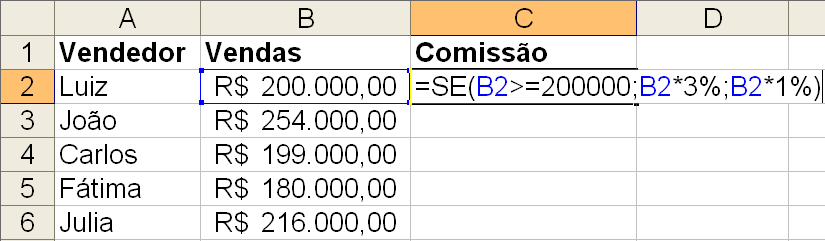 A B C D
1 Vendedor Vendas Comissão
2 Luiz R$ 200.000,00 =SE(B2>=200000;B2*3%;B2*1%)
3 João R$ 254.000,00
4 Carlos R$ 199.000,00
5 Fátima R$ 180.000,00
6 Julia R$ 216.000,00